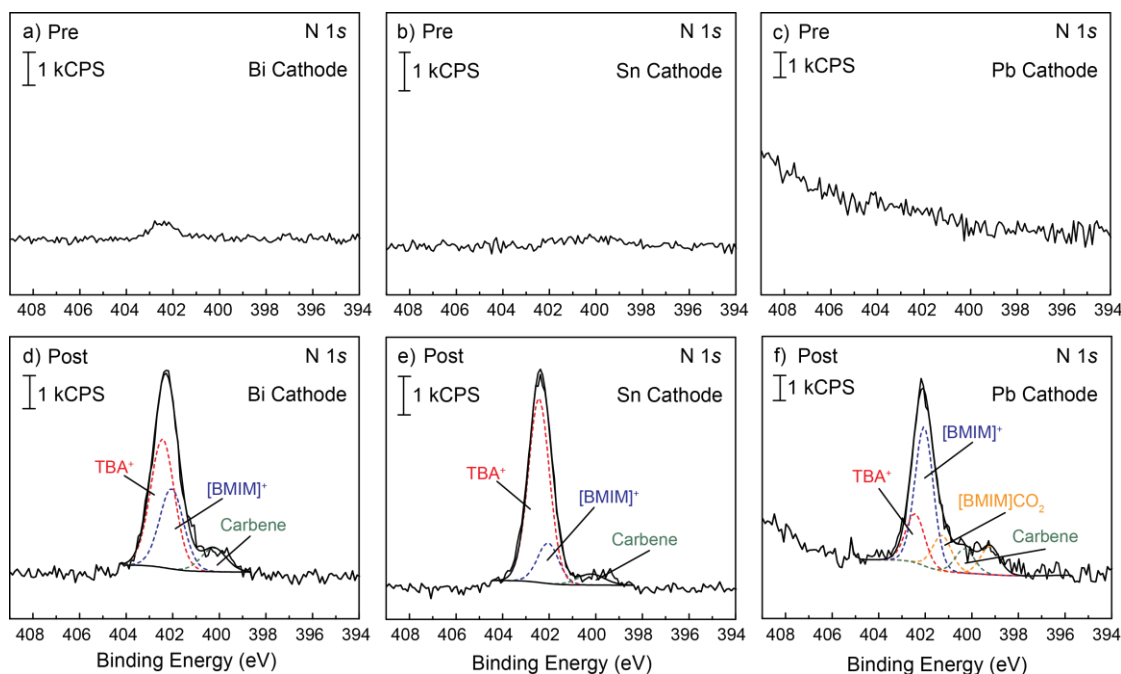 a) Pre
N 1s
1 kCPS
Bi Cathode
408 406 404 402 400 398 396 394
b) Pre
N 1s
1 kCPS
Sn Cathode
408 406 404 402 400 398 396 394
c) Pre
N 1s
1 kCPS
Pb Cathode
408 406 404 402 400 398 396 394
d) Post
N 1s
1 kCPS
Bi Cathode
TBA⁺
[BMIM]⁺
Carbene
408 406 404 402 400 398 396 394
Binding Energy (eV)
e) Post
N 1s
1 kCPS
Sn Cathode
TBA⁺
[BMIM]⁺
Carbene
408 406 404 402 400 398 396 394
Binding Energy (eV)
f) Post
N 1s
1 kCPS
Pb Cathode
[BMIM]⁺
TBA⁺
[BMIM]CO₂
Carbene
408 406 404 402 400 398 396 394
Binding Energy (eV)